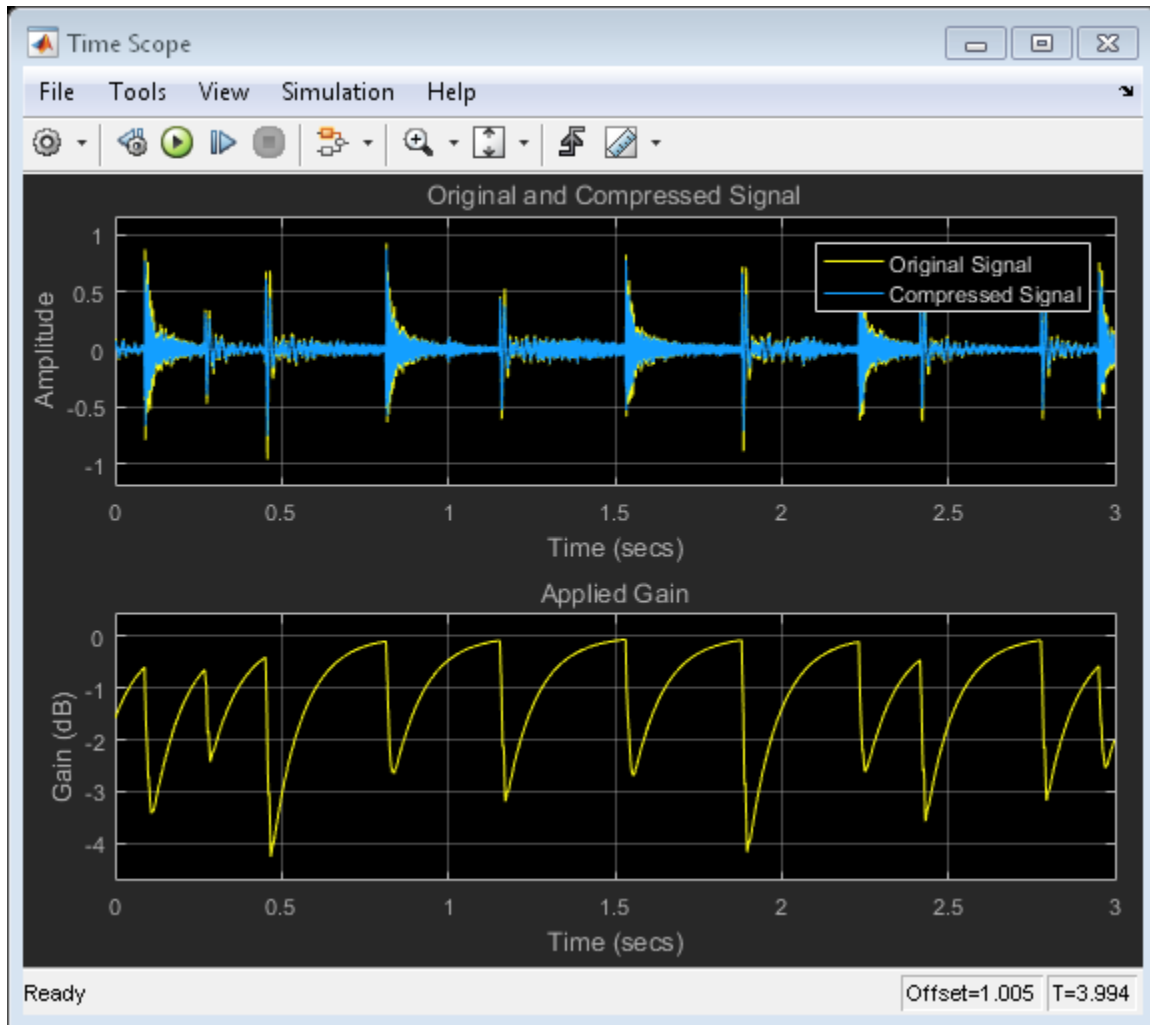 Time Scope
File Tools View Simulation Help
Original and Compressed Signal
Original Signal
Compressed Signal
Amplitude
1
0.5
0
-0.5
-1
0 0.5 1 1.5 2 2.5 3
Time (secs)
Applied Gain
Gain (dB)
0
-1
-2
-3
-4
0 0.5 1 1.5 2 2.5 3
Time (secs)
Ready Offset=1.005 T=3.994